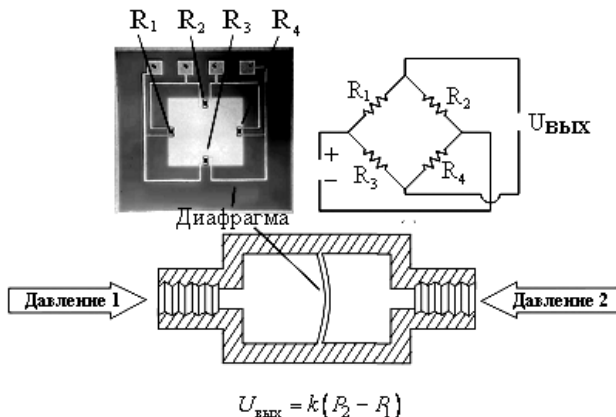 R₁ R₂ R₃ R₄
R₁
R₂
Uвых
+
−
R₃
R₄
Диафрагма
Давление 1
Давление 2
Uвых = k(P₂ − P₁)